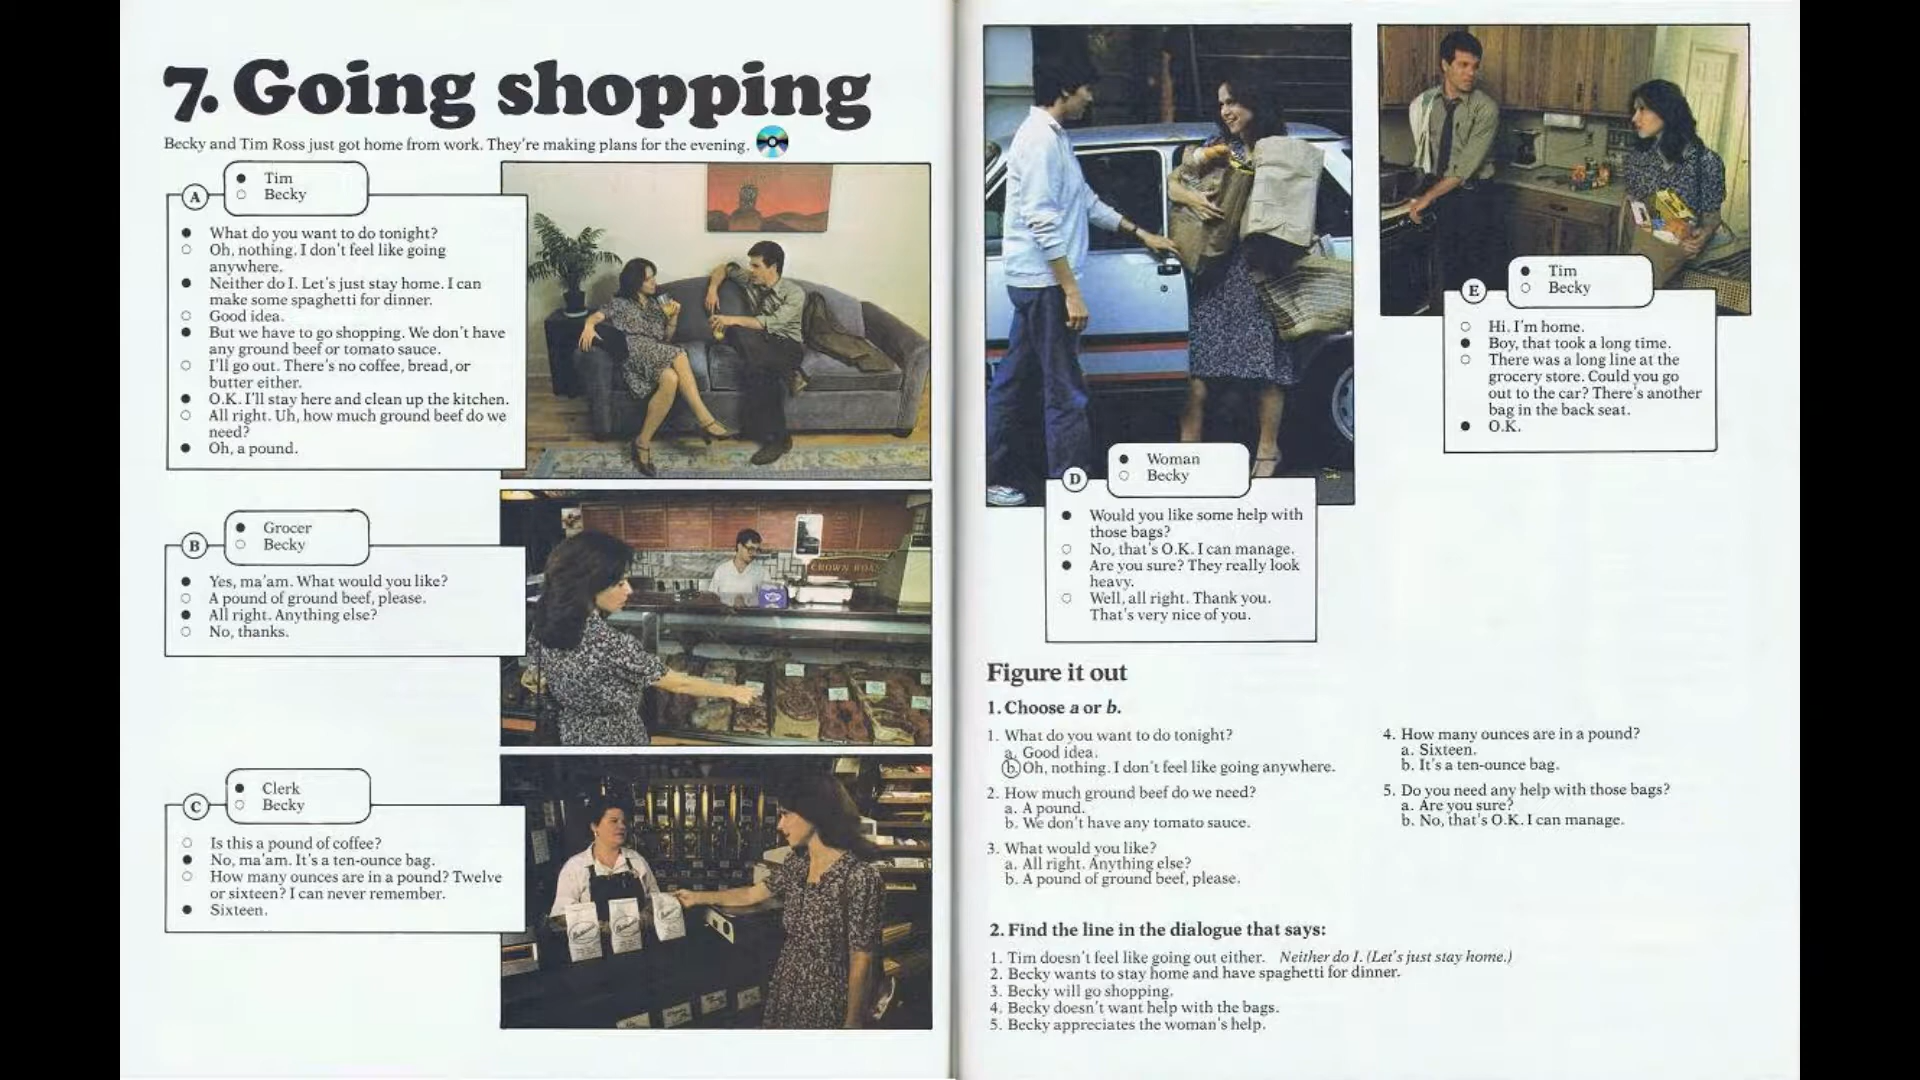 7. Going shopping
Becky and Tim Ross just got home from work. They're making plans for the evening.
A
● Tim
○ Becky
● What do you want to do tonight?
○ Oh, nothing. I don't feel like going
anywhere.
● Neither do I. Let's just stay home. I can
make some spaghetti for dinner.
○ Good idea.
● But we have to go shopping. We don't have
any ground beef or tomato sauce.
○ I'll go out. There's no coffee, bread, or
butter either.
● O.K. I'll stay here and clean up the kitchen.
○ All right. Uh, how much ground beef do we
need?
● Oh, a pound.
B
● Grocer
○ Becky
● Yes, ma'am. What would you like?
○ A pound of ground beef, please.
● All right. Anything else?
○ No, thanks.
CROWN ROAST
C
● Clerk
○ Becky
○ Is this a pound of coffee?
● No, ma'am. It's a ten-ounce bag.
○ How many ounces are in a pound? Twelve
or sixteen? I can never remember.
● Sixteen.
D
● Woman
○ Becky
● Would you like some help with
those bags?
○ No, that's O.K. I can manage.
● Are you sure? They really look
heavy.
○ Well, all right. Thank you.
That's very nice of you.
E
● Tim
○ Becky
○ Hi. I'm home.
● Boy, that took a long time.
○ There was a long line at the
grocery store. Could you go
out to the car? There's another
bag in the back seat.
● O.K.
Figure it out
1. Choose a or b.
1. What do you want to do tonight?
a. Good idea.
b. Oh, nothing. I don't feel like going anywhere.
2. How much ground beef do we need?
a. A pound.
b. We don't have any tomato sauce.
3. What would you like?
a. All right. Anything else?
b. A pound of ground beef, please.
4. How many ounces are in a pound?
a. Sixteen.
b. It's a ten-ounce bag.
5. Do you need any help with those bags?
a. Are you sure?
b. No, that's O.K. I can manage.
2. Find the line in the dialogue that says:
1. Tim doesn't feel like going out either. Neither do I. (Let's just stay home.)
2. Becky wants to stay home and have spaghetti for dinner.
3. Becky will go shopping.
4. Becky doesn't want help with the bags.
5. Becky appreciates the woman's help.